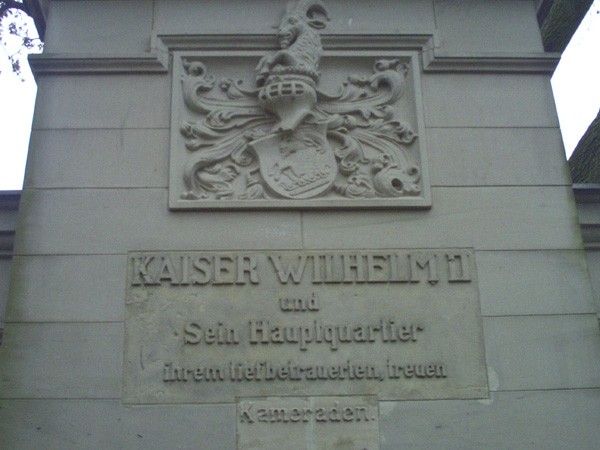 KAISER WILHELM II
und
Sein Hauptquartier
ihrem tiefbetrauerten, treuen
Kameraden.